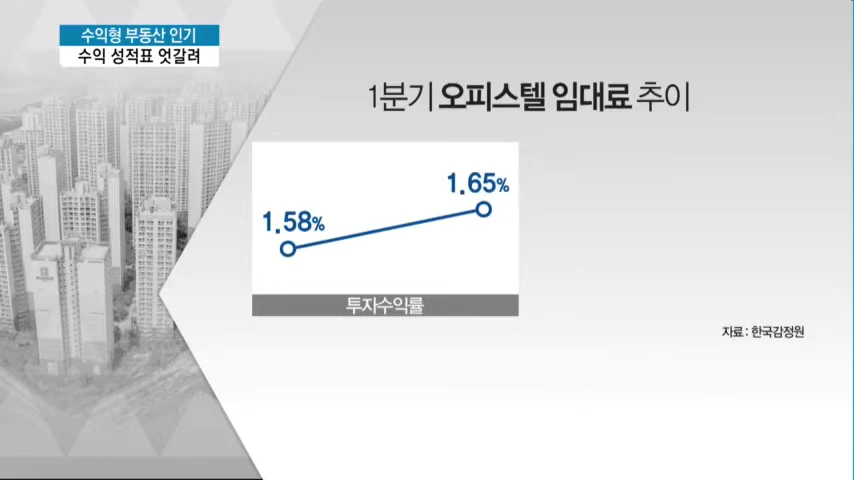 수익형 부동산 인기
수익 성적표 엇갈려
1분기 오피스텔 임대료 추이
1.58%
1.65%
투자수익률
자료 : 한국감정원